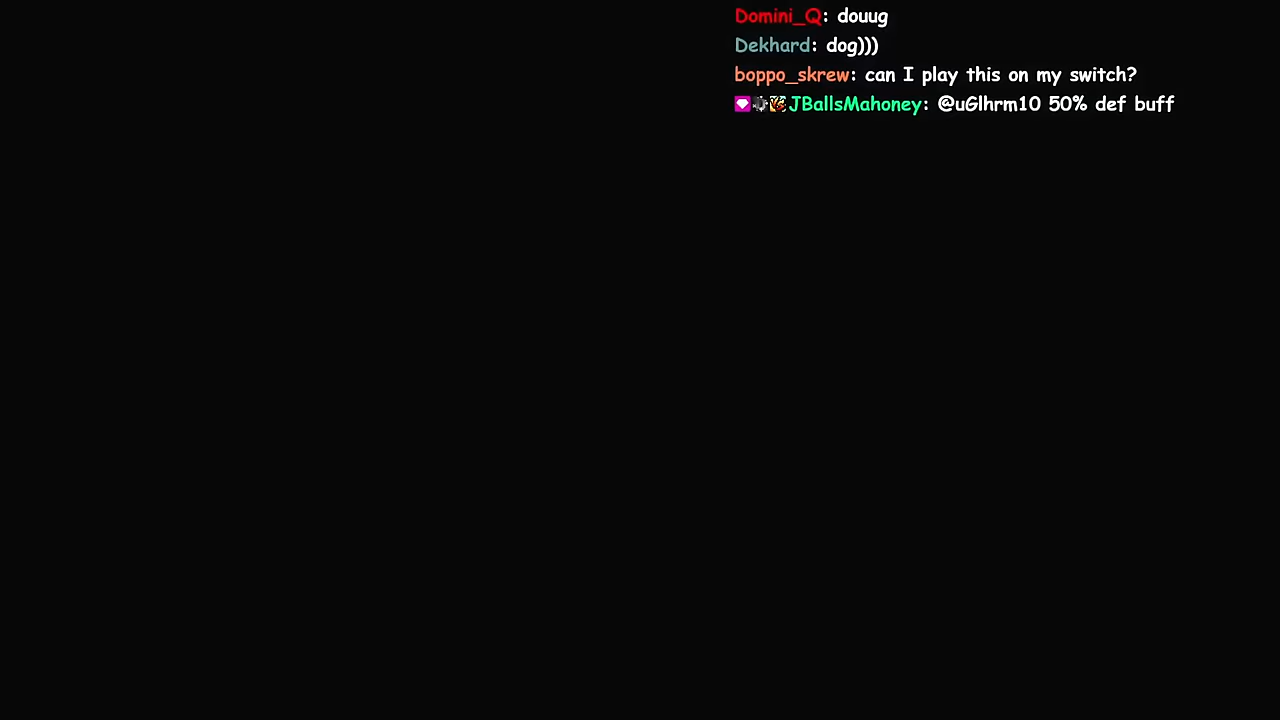 Domini_Q: douug
Dekhard: dog)))
boppo_skrew: can I play this on my switch?
JBallsMahoney: @uGlhrm10 50% def buff